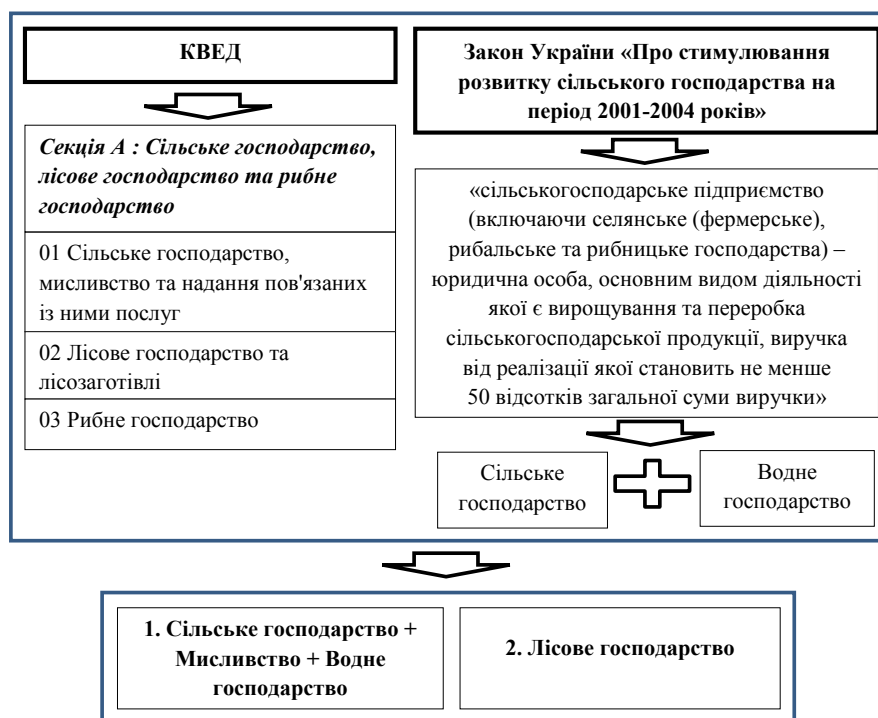 КВЕД
Секція А : Сільське господарство,
лісове господарство та рибне
господарство
01 Сільське господарство,
мисливство та надання пов'язаних
із ними послуг
02 Лісове господарство та
лісозаготівлі
03 Рибне господарство
Закон України «Про стимулювання
розвитку сільського господарства на
період 2001-2004 років»
«сільськогосподарське підприємство
(включаючи селянське (фермерське),
рибальське та рибницьке господарства) –
юридична особа, основним видом діяльності
якої є вирощування та переробка
сільськогосподарської продукції, виручка
від реалізації якої становить не менше
50 відсотків загальної суми виручки»
Сільське
господарство
Водне
господарство
1. Сільське господарство +
Мисливство + Водне
господарство
2. Лісове господарство